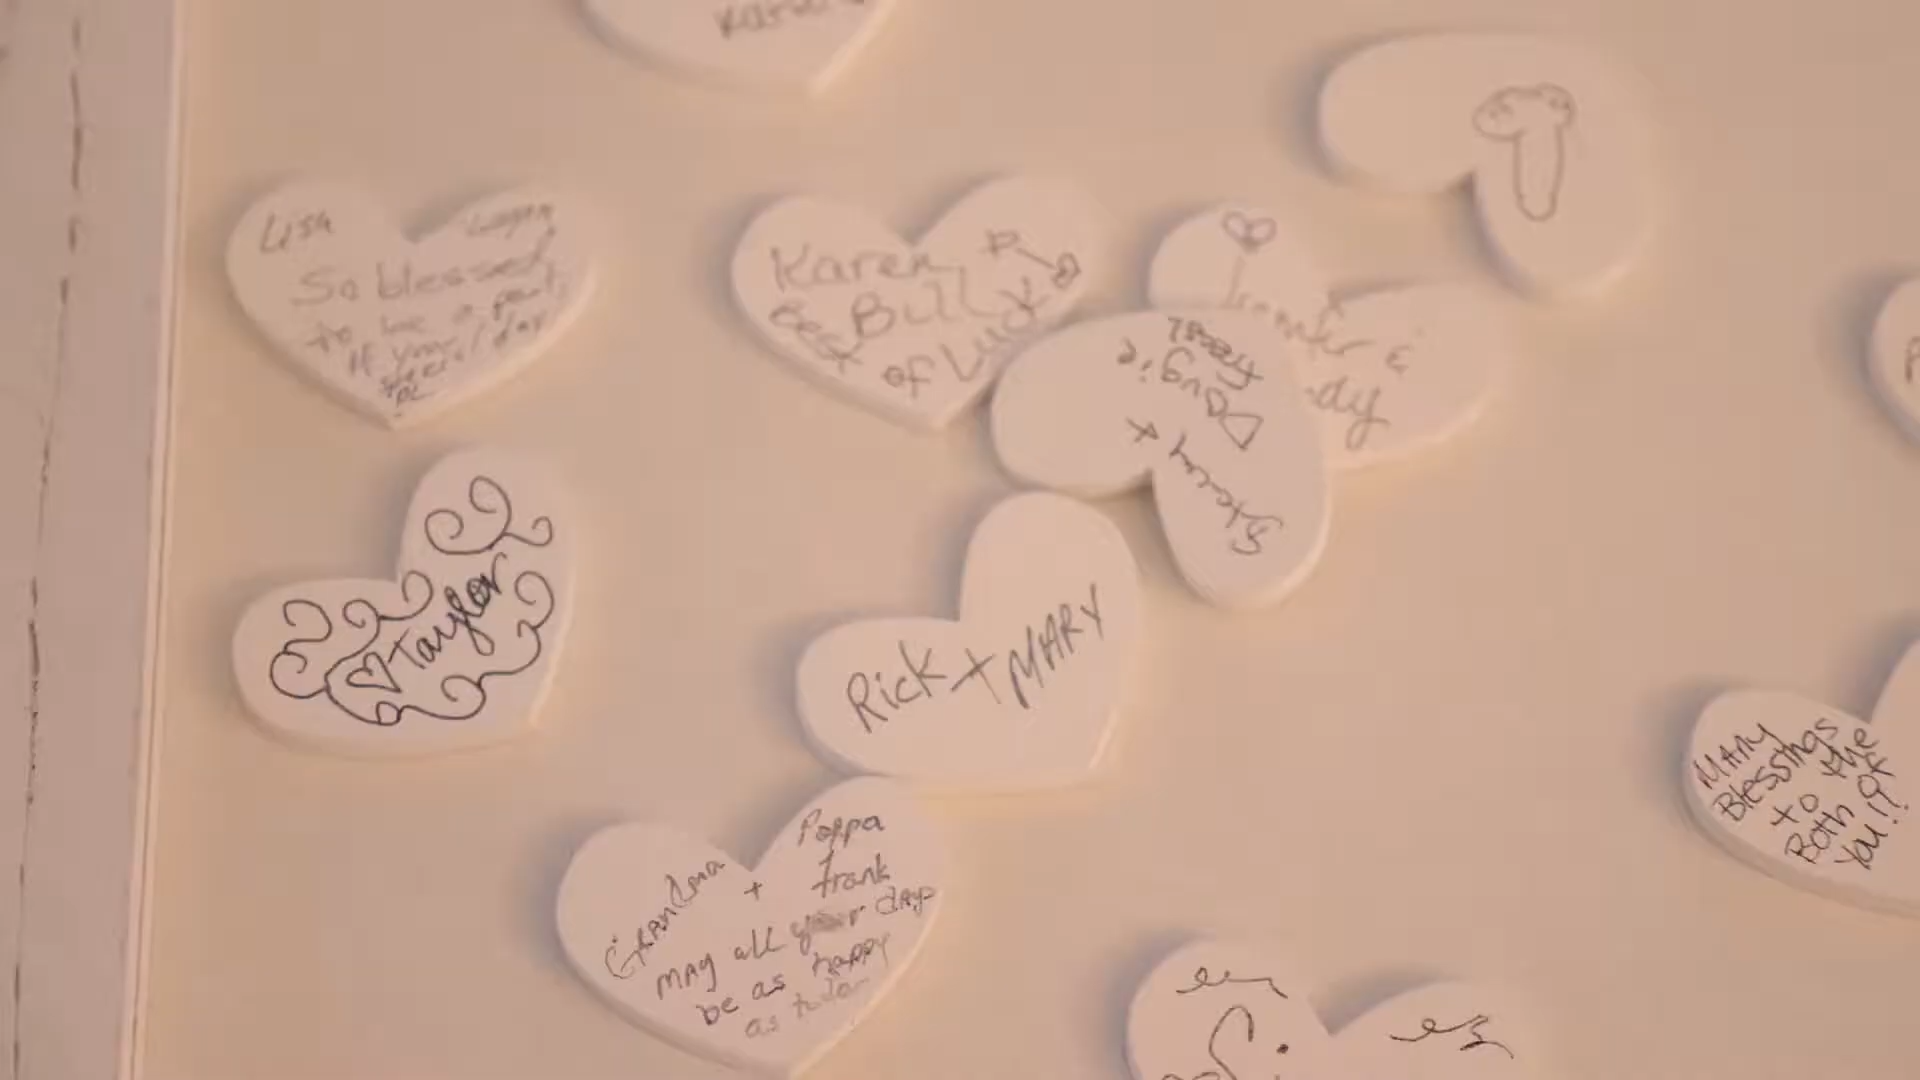 Lisa Logan
So blessed
to be a part
of your
special day
Karen
Bill
Best
of Luck
Stacey +
Dougie
Frost
Taylor
Rick + MARY
Grandma + Poppa
Frank
MAY all your days
be as happy
as today
MANY
Blessings
to the
Both of
you!!